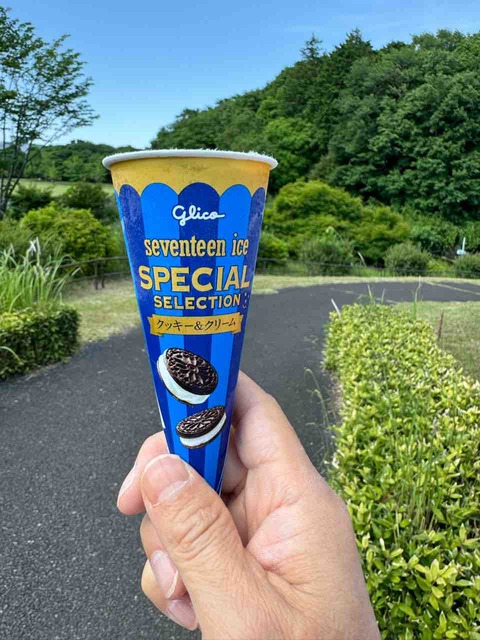 Glico
seventeen ice
SPECIAL
SELECTION
クッキー&クリーム